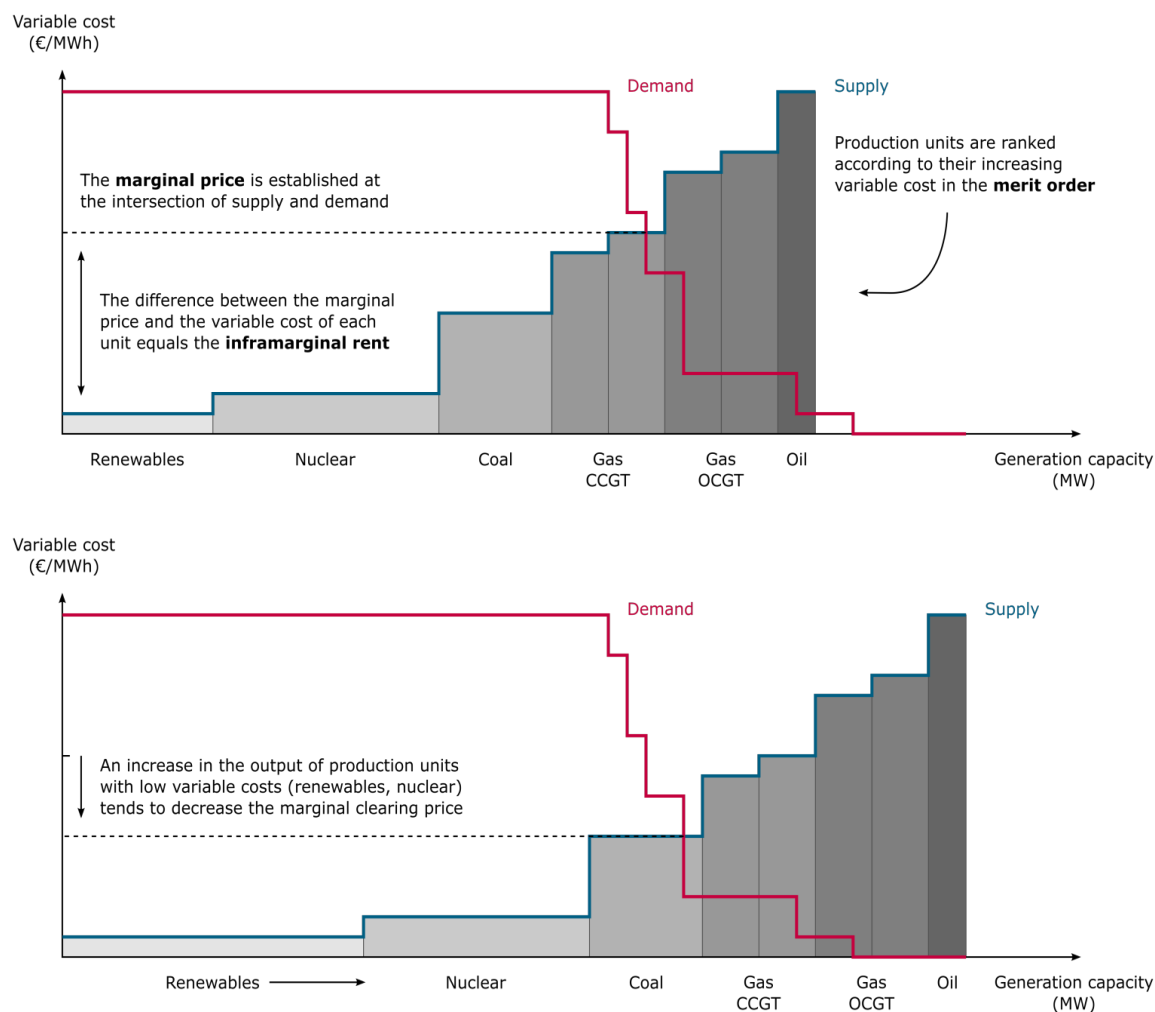 Variable cost
(€/MWh)
Demand
Supply
Production units are ranked
according to their increasing
variable cost in the merit order
The marginal price is established at
the intersection of supply and demand
The difference between the marginal
price and the variable cost of each
unit equals the inframarginal rent
Renewables
Nuclear
Coal
Gas
CCGT
Gas
OCGT
Oil
Generation capacity
(MW)
Variable cost
(€/MWh)
Demand
Supply
An increase in the output of production units
with low variable costs (renewables, nuclear)
tends to decrease the marginal clearing price
Renewables
Nuclear
Coal
Gas
CCGT
Gas
OCGT
Oil
Generation capacity
(MW)